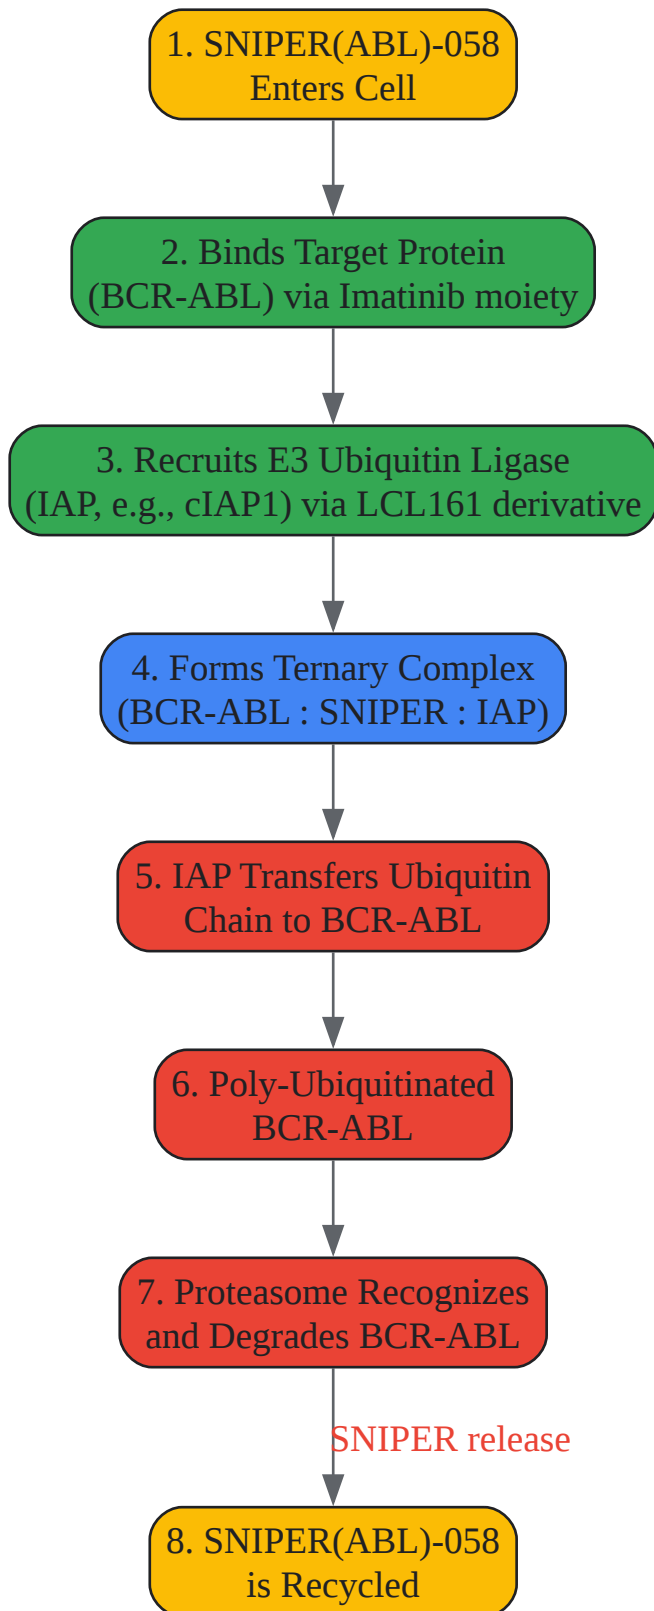 1. SNIPER(ABL)-058
Enters Cell
2. Binds Target Protein
(BCR-ABL) via Imatinib moiety
3. Recruits E3 Ubiquitin Ligase
(IAP, e.g., cIAP1) via LCL161 derivative
4. Forms Ternary Complex
(BCR-ABL : SNIPER : IAP)
5. IAP Transfers Ubiquitin
Chain to BCR-ABL
6. Poly-Ubiquitinated
BCR-ABL
7. Proteasome Recognizes
and Degrades BCR-ABL
SNIPER release
8. SNIPER(ABL)-058
is Recycled